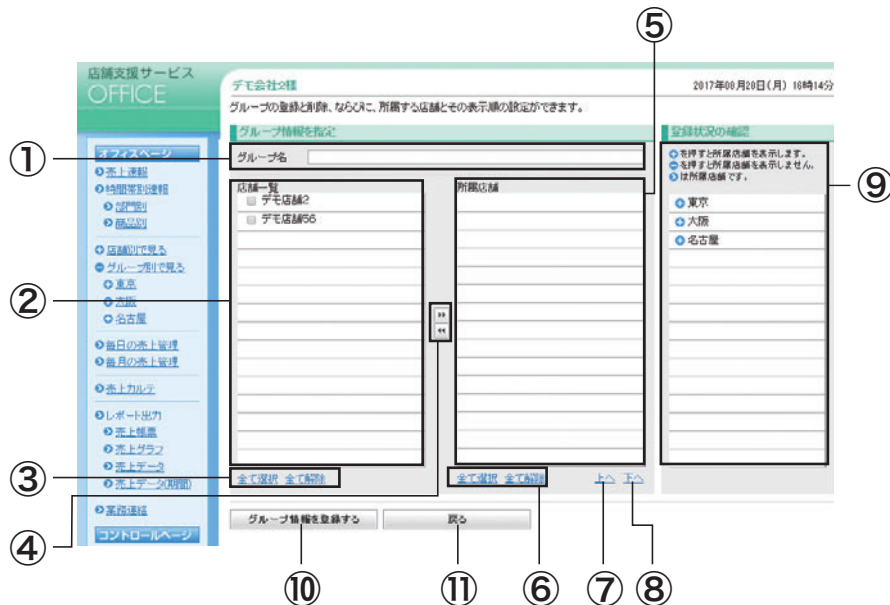 ⑤
店舗支援サービス
OFFICE
デモ会社2様
2017年08月20日(月) 16時14分
グループの登録と削除、ならびに、所属する店舗とその表示順の設定ができます。
グループ情報を指定
登録状況の確認
①
グループ名
を押すと所属店舗を表示します。
を押すと所属店舗を表示しません。
は所属店舗です。
⑨
オフィスページ
売上速報
時間帯別速報
部門別
商品別
店舗別で見る
グループ別で見る
東京
大阪
名古屋
毎日の売上管理
毎月の売上管理
売上カルテ
レポート出力
売上帳票
売上グラフ
売上データ
売上データ(期間)
業務連絡
コントロールページ
②
店舗一覧
デモ店舗2
デモ店舗56
所属店舗
東京
大阪
名古屋
③
全て選択 全て解除
全て選択 全て解除
上へ 下へ
④
グループ情報を登録する
戻る
⑩
⑪
⑥
⑦
⑧